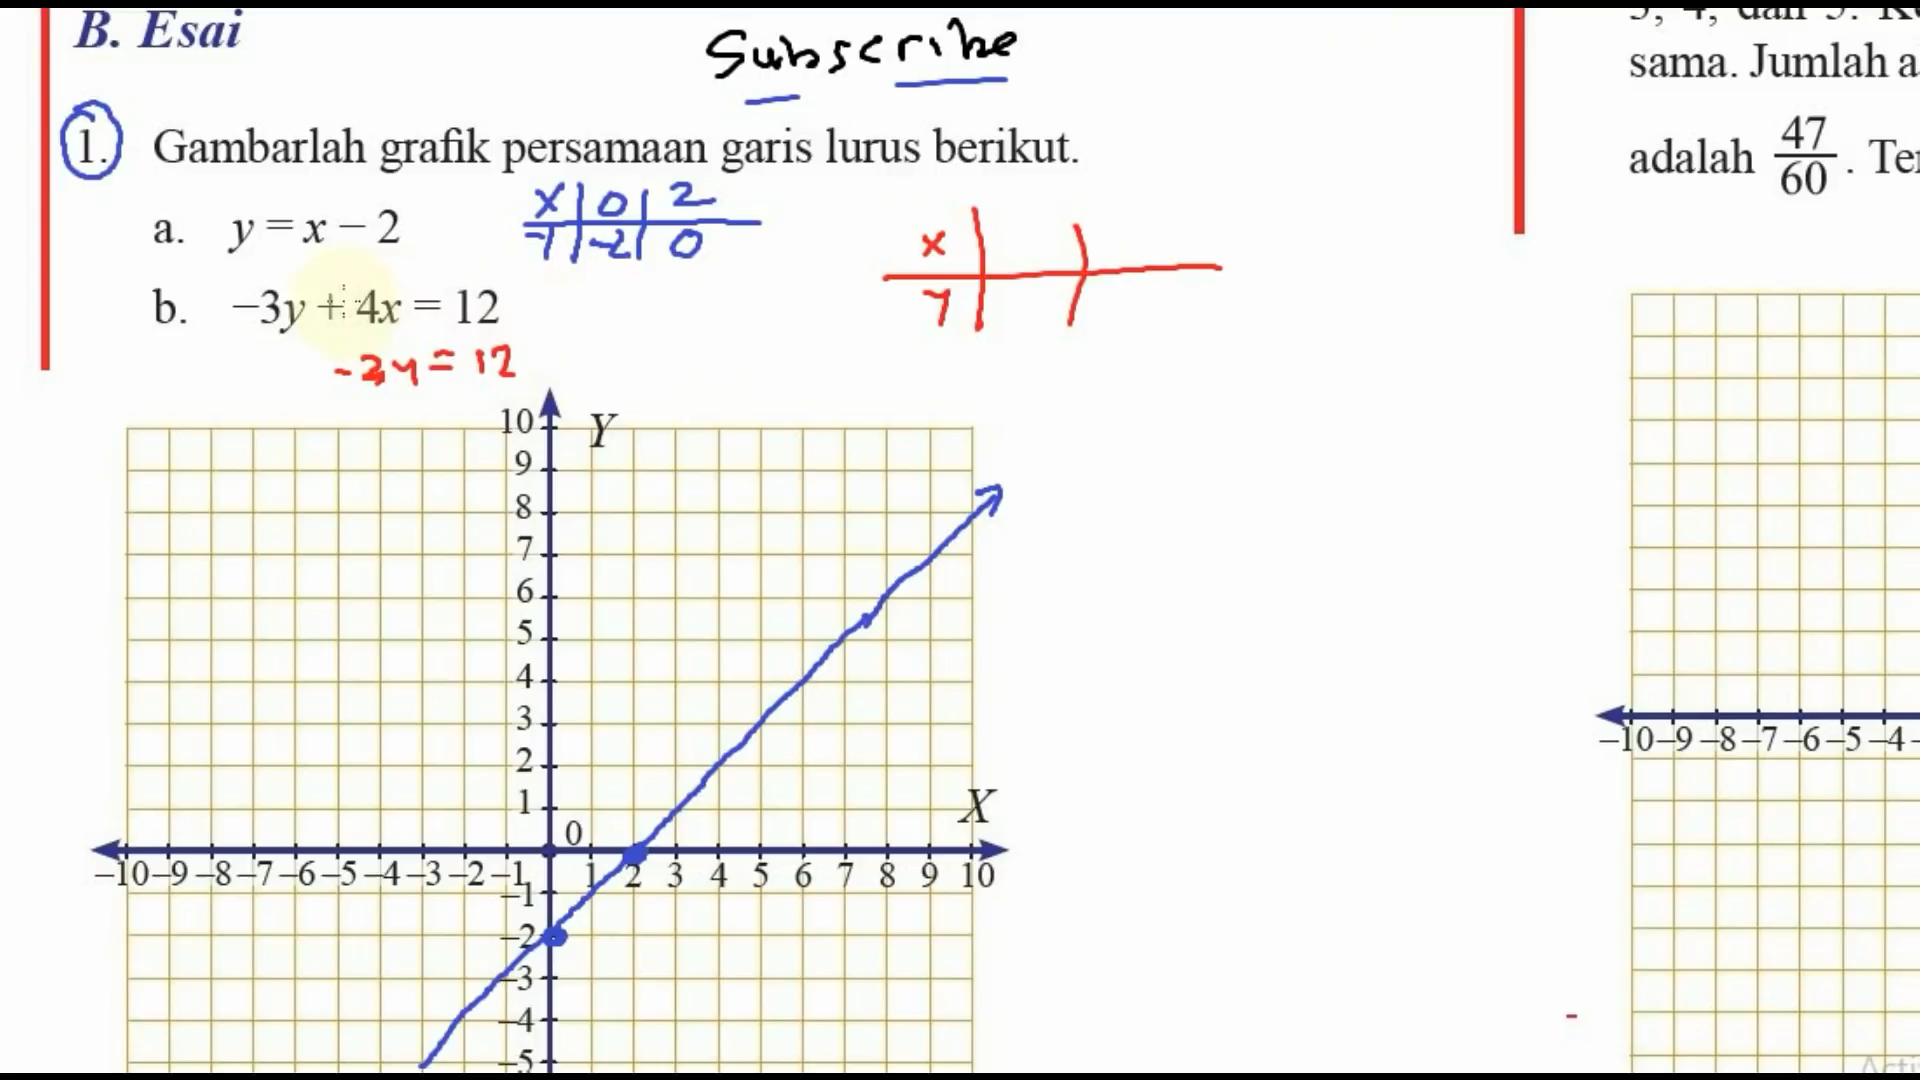 B. Esai
Subscribe
1. Gambarlah grafik persamaan garis lurus berikut.
a. y = x − 2
x 0 2
y -2 0
b. −3y + 4x = 12
-3y = 12
x
y
10 Y
9
8
7
6
5
4
3
2
1
X
0
−10 −9 −8 −7 −6 −5 −4 −3 −2 −1 1 2 3 4 5 6 7 8 9 10
−1
−2
−3
−4
−5
sama. Jumlah a
adalah 47/60 . Te
−10 −9 −8 −7 −6 −5 −4
-